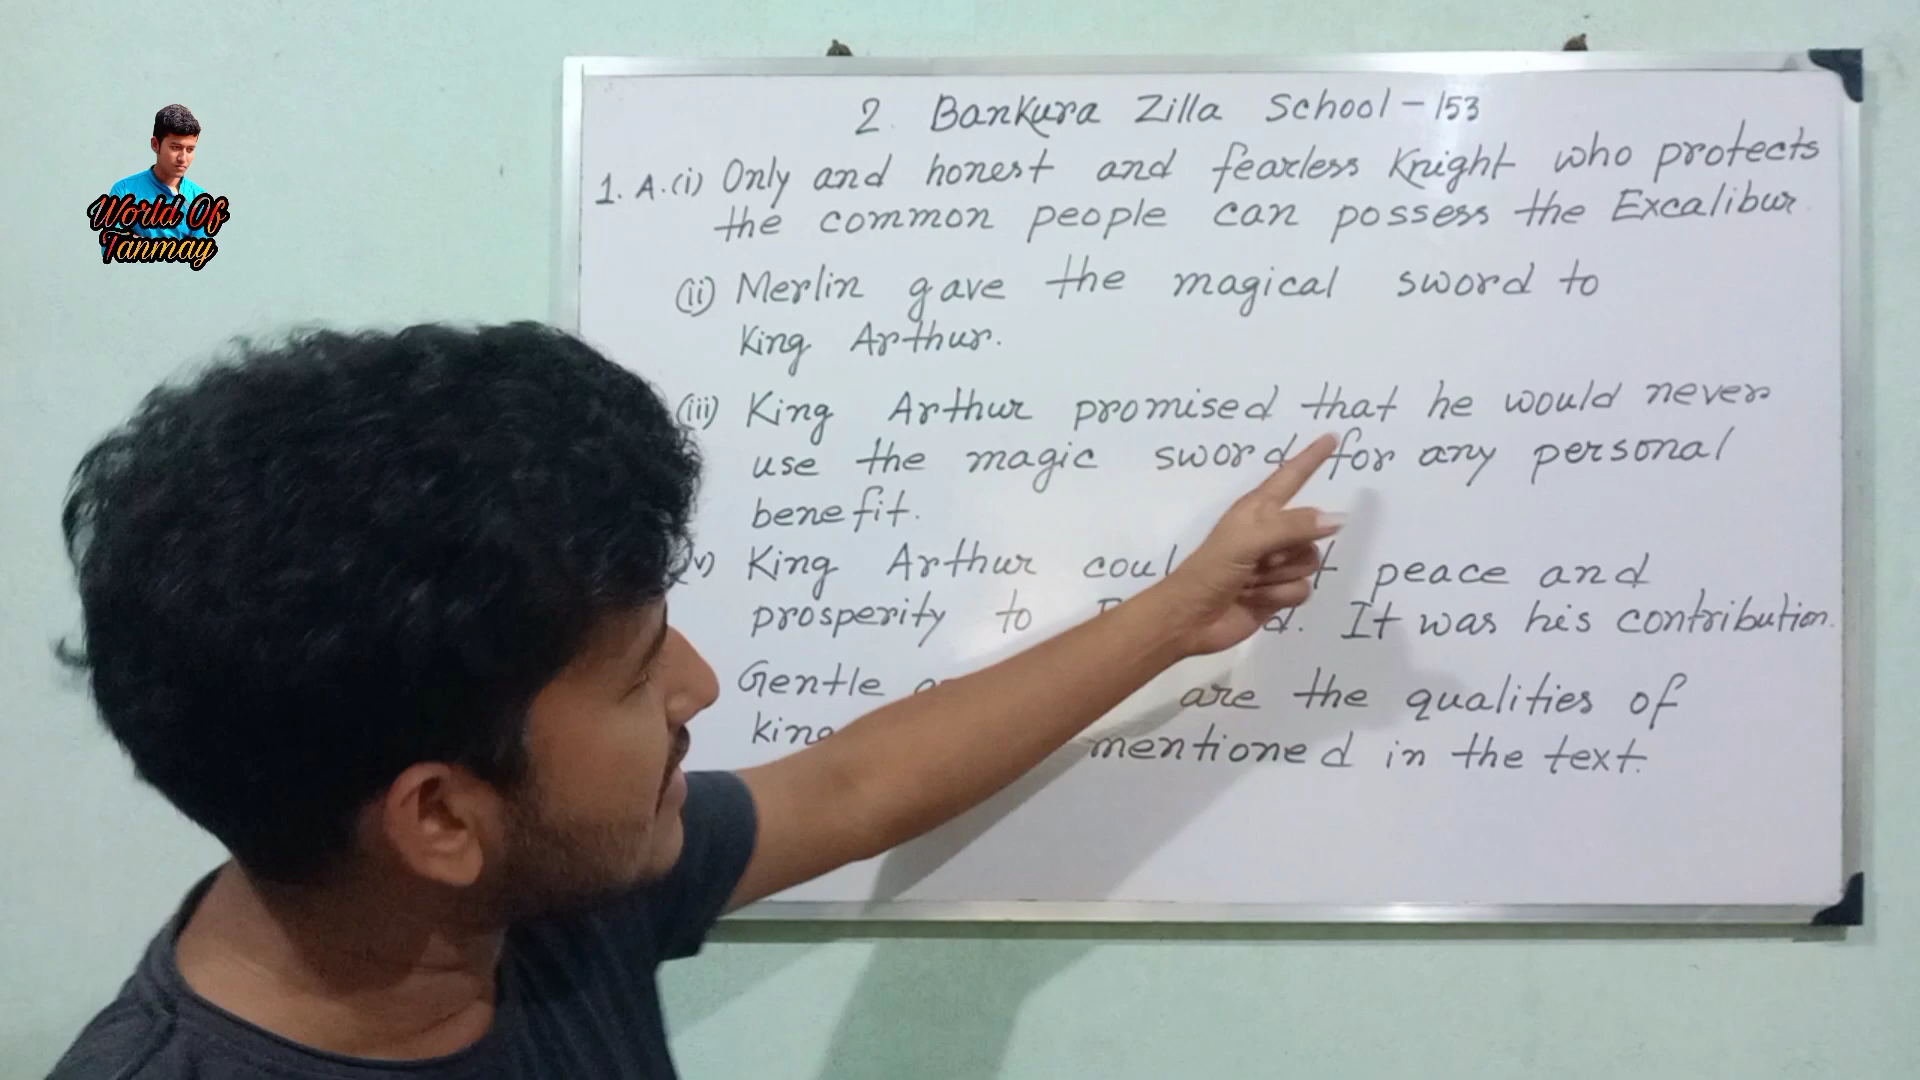 World Of
Tanmay
2. Bankura Zilla School - 153
1. A. (i) Only and honest and fearless Knight who protects
the common people can possess the Excalibur
(ii) Merlin gave the magical sword to
King Arthur.
(iii) King Arthur promised that he would never
use the magic sword for any personal
benefit.
King Arthur peace and
prosperity to It was his contribution.
Gentle are the qualities of
mentioned in the text.